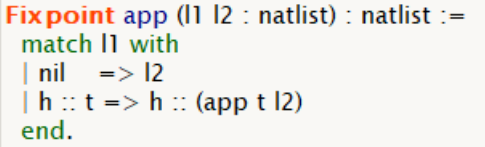 Fixpoint app (l1 l2 : natlist) : natlist :=
match l1 with
| nil => l2
| h :: t => h :: (app t l2)
end.